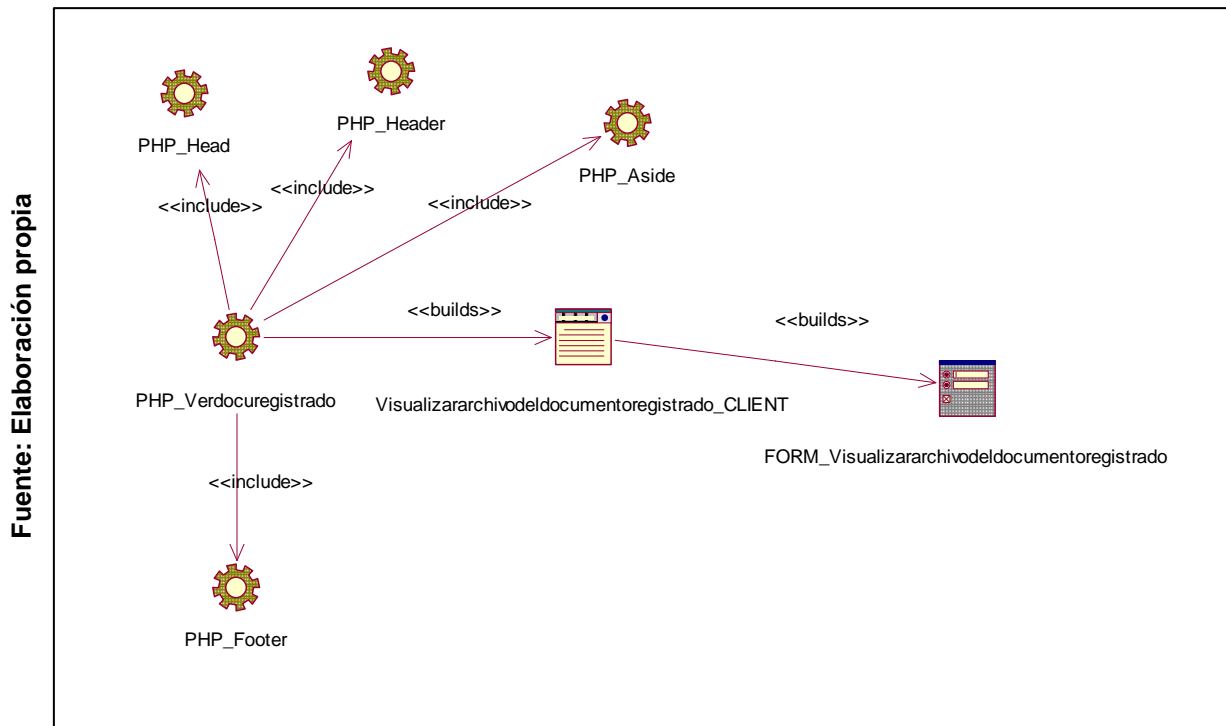 Fuente: Elaboración propia
PHP_Head
PHP_Header
PHP_Aside
<<include>>
<<include>>
<<include>>
<<builds>>
<<builds>>
PHP_Verdocuregistrado
Visualizararchivodeldocumentoregistrado_CLIENT
FORM_Visualizararchivodeldocumentoregistrado
<<include>>
PHP_Footer